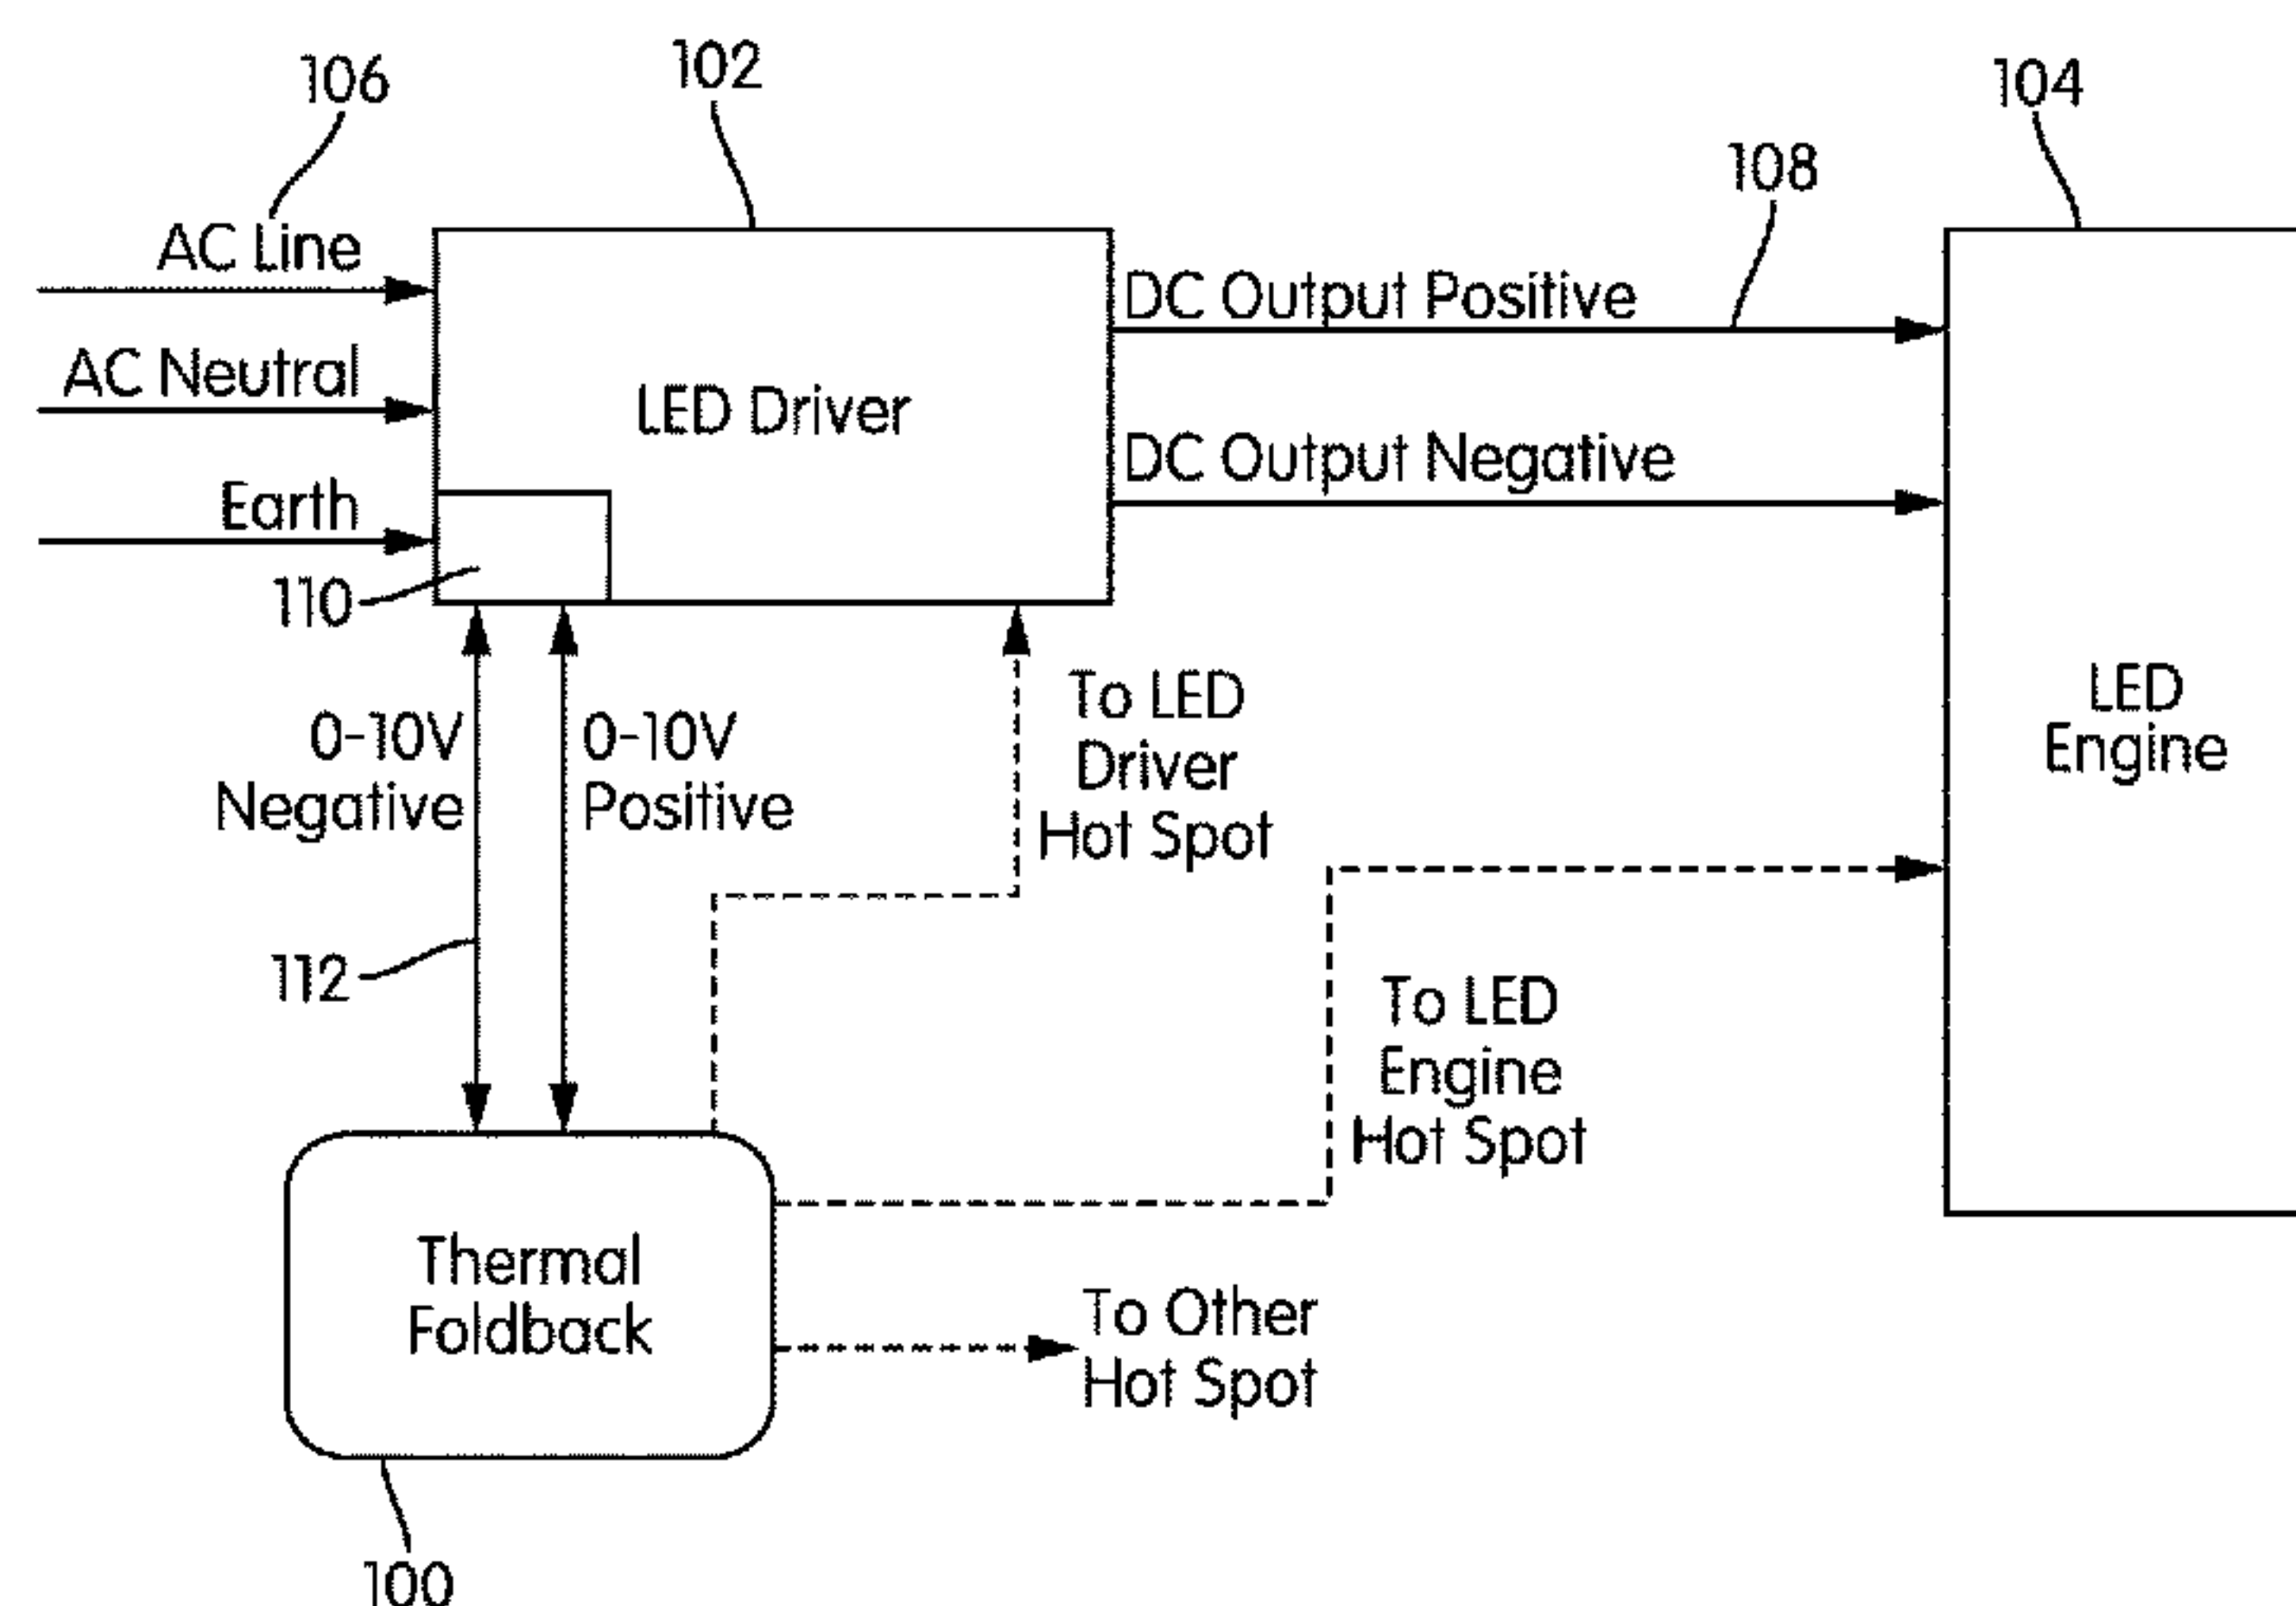 106
102
104
108
AC Line
DC Output Positive
AC Neutral
LED Driver
DC Output Negative
Earth
110
To LED
Driver
Hot Spot
0-10V
Negative
0-10V
Positive
LED
Engine
112
To LED
Engine
Hot Spot
Thermal
Foldback
To Other
Hot Spot
100